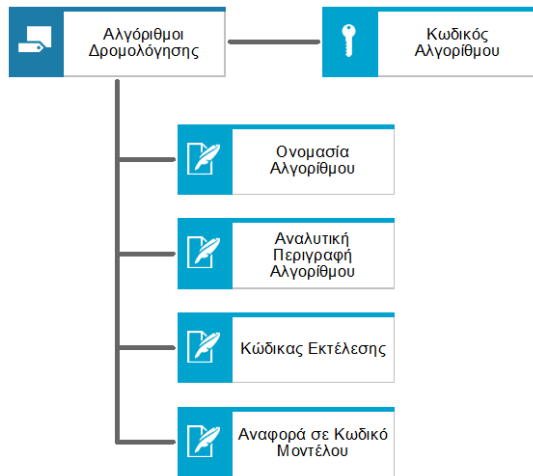 Αλγόριθμοι
Δρομολόγησης
Κωδικός
Αλγορίθμου
Ονομασία
Αλγορίθμου
Αναλυτική
Περιγραφή
Αλγορίθμου
Κώδικας Εκτέλεσης
Αναφορά σε Κωδικό
Μοντέλου